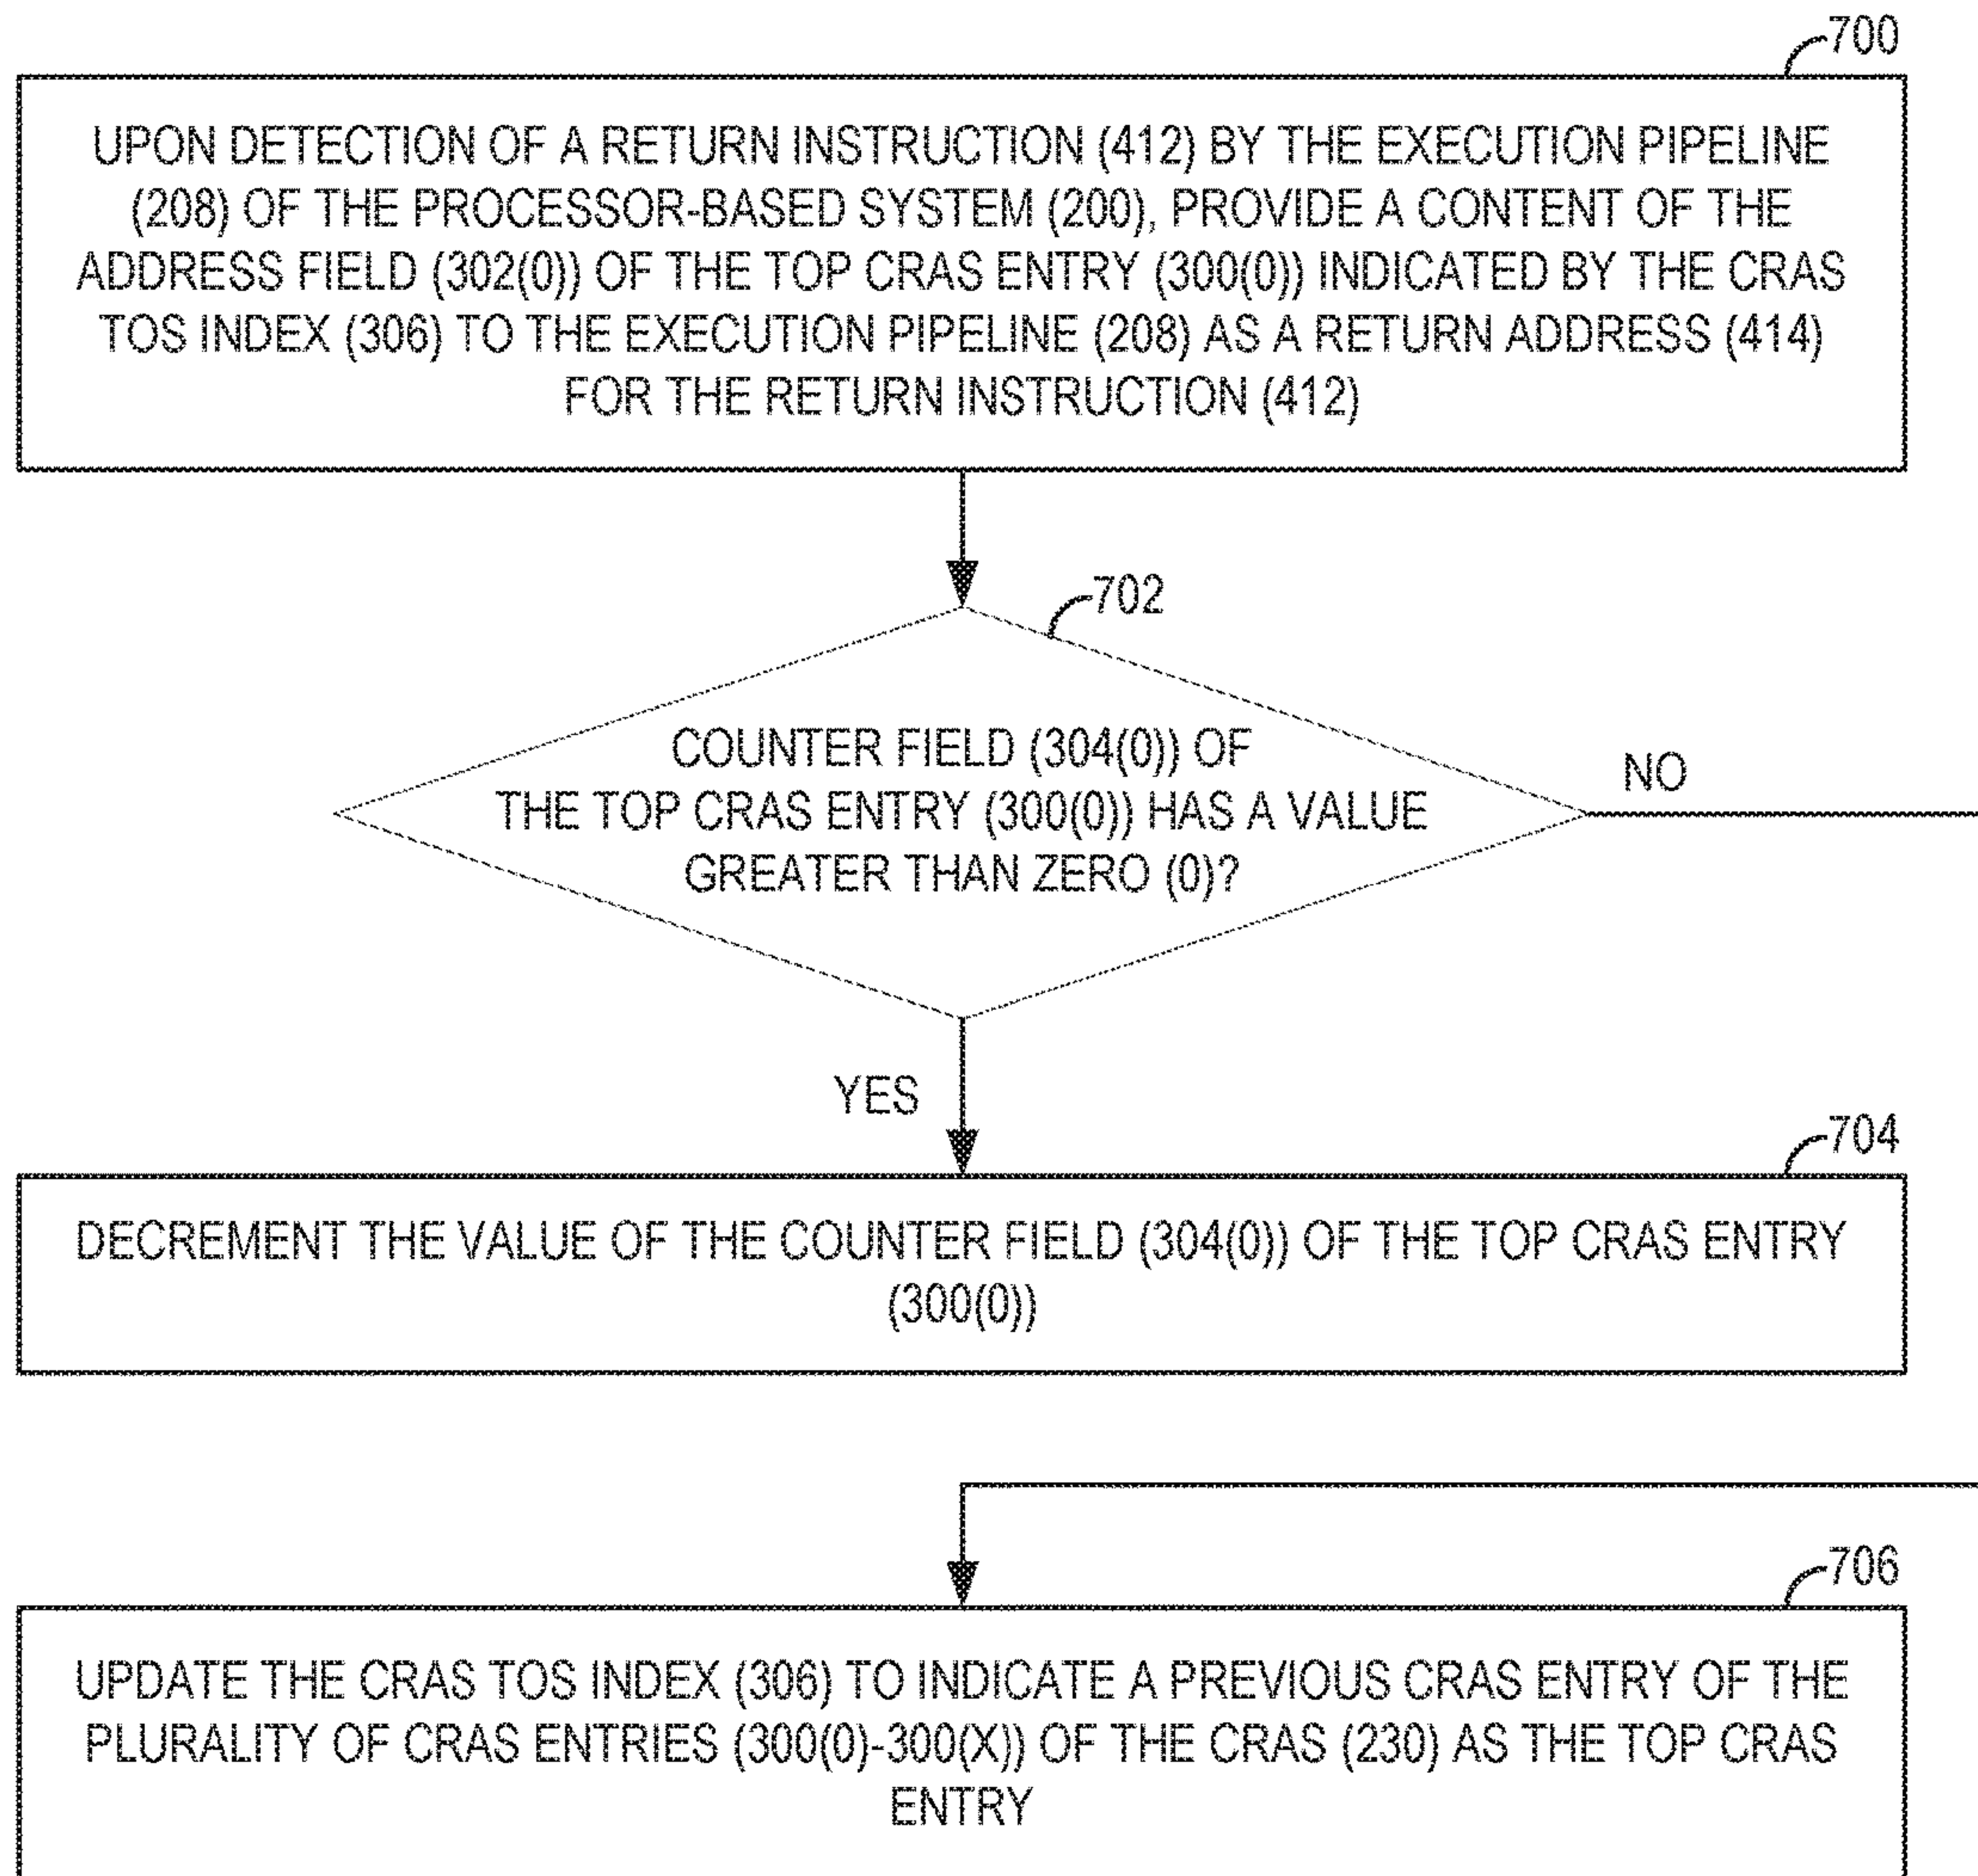 700
UPON DETECTION OF A RETURN INSTRUCTION (412) BY THE EXECUTION PIPELINE
(208) OF THE PROCESSOR-BASED SYSTEM (200), PROVIDE A CONTENT OF THE
ADDRESS FIELD (302(0)) OF THE TOP CRAS ENTRY (300(0)) INDICATED BY THE CRAS
TOS INDEX (306) TO THE EXECUTION PIPELINE (208) AS A RETURN ADDRESS (414)
FOR THE RETURN INSTRUCTION (412)
702
COUNTER FIELD (304(0)) OF
THE TOP CRAS ENTRY (300(0)) HAS A VALUE
GREATER THAN ZERO (0)?
NO
YES
704
DECREMENT THE VALUE OF THE COUNTER FIELD (304(0)) OF THE TOP CRAS ENTRY
(300(0))
706
UPDATE THE CRAS TOS INDEX (306) TO INDICATE A PREVIOUS CRAS ENTRY OF THE
PLURALITY OF CRAS ENTRIES (300(0)-300(X)) OF THE CRAS (230) AS THE TOP CRAS
ENTRY